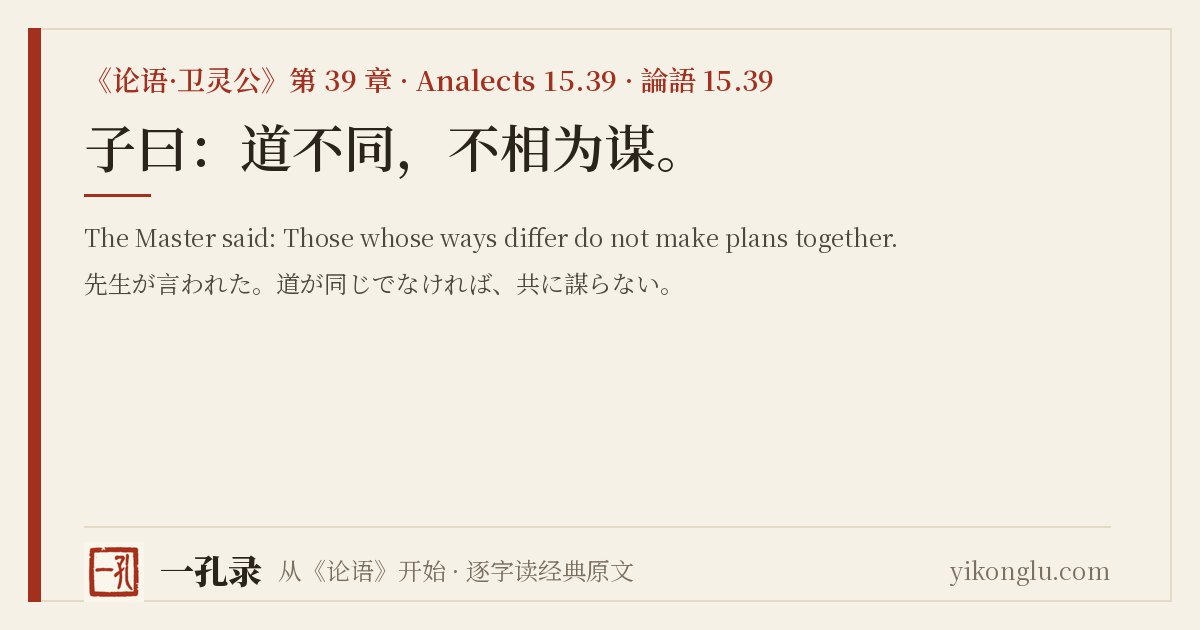 《论语·卫灵公》第 39 章 · Analects 15.39 · 論語 15.39
子曰：道不同，不相为谋。
The Master said: Those whose ways differ do not make plans together.
先生が言われた。道が同じでなければ、共に謀らない。
一孔
一孔录 从《论语》开始 · 逐字读经典原文 yikonglu.com